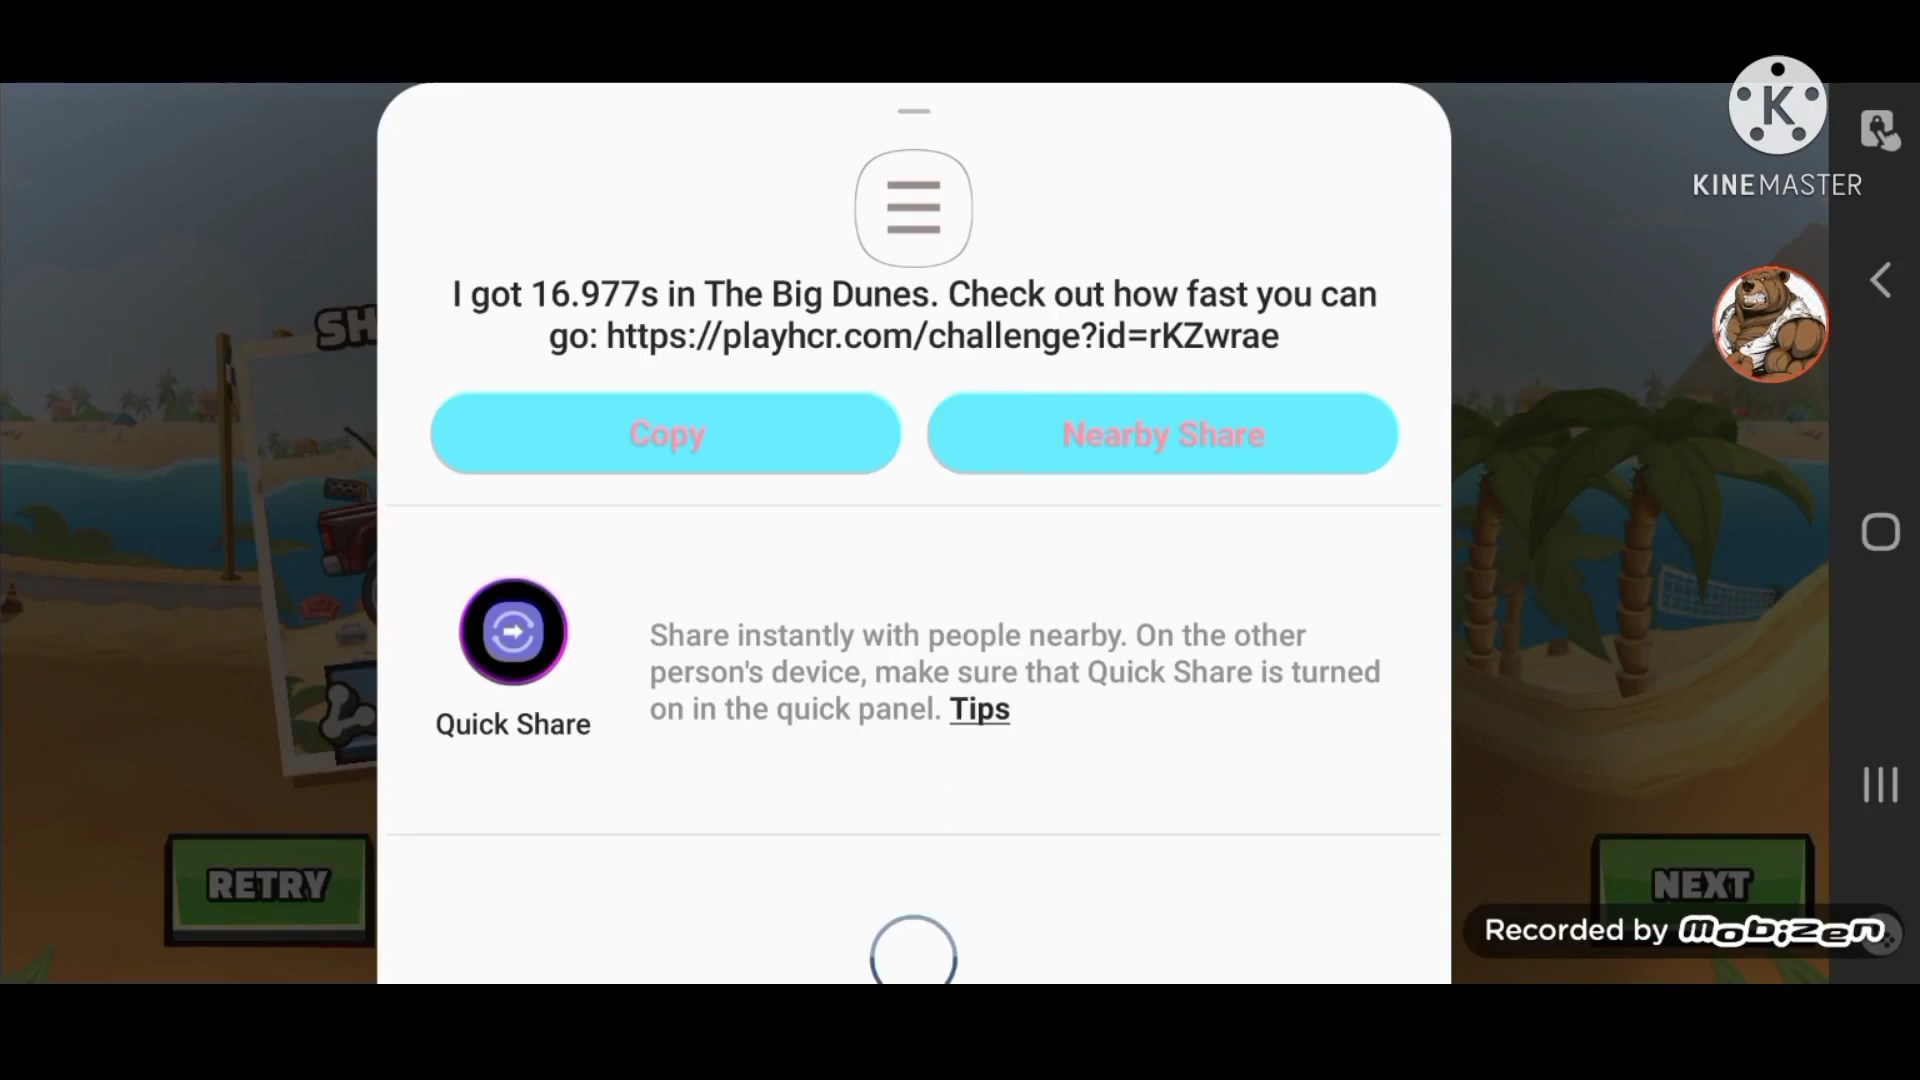 KINEMASTER
SH
I got 16.977s in The Big Dunes. Check out how fast you can
go: https://playhcr.com/challenge?id=rKZwrae
Copy
Nearby Share
Share instantly with people nearby. On the other
person's device, make sure that Quick Share is turned
on in the quick panel. Tips
Quick Share
RETRY
NEXT
Recorded by mobizen